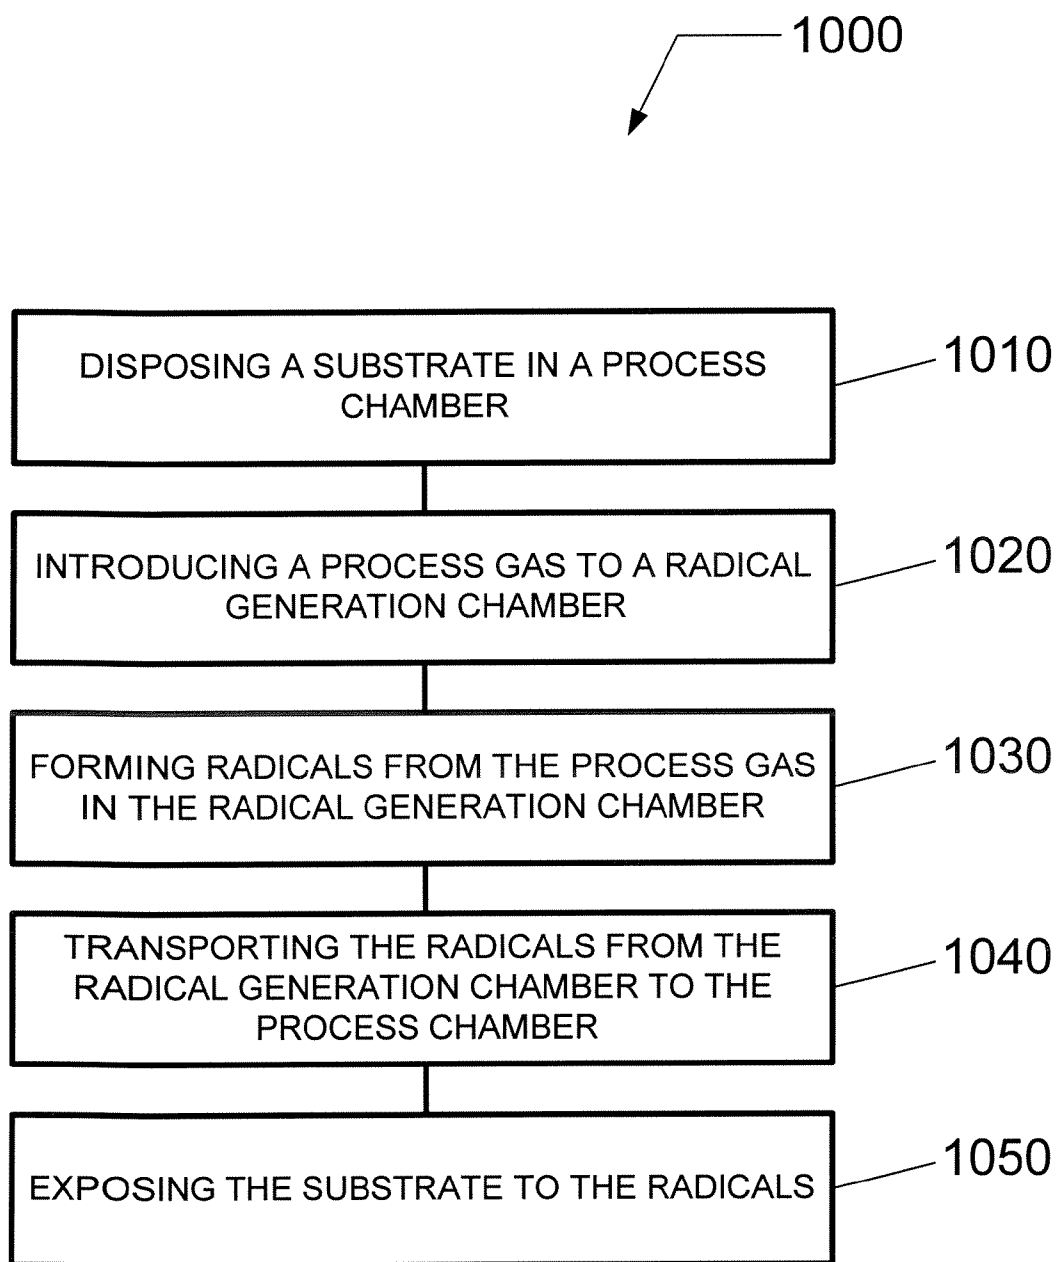 1000
DISPOSING A SUBSTRATE IN A PROCESS
CHAMBER
1010
INTRODUCING A PROCESS GAS TO A RADICAL
GENERATION CHAMBER
1020
FORMING RADICALS FROM THE PROCESS GAS
IN THE RADICAL GENERATION CHAMBER
1030
TRANSPORTING THE RADICALS FROM THE
RADICAL GENERATION CHAMBER TO THE
PROCESS CHAMBER
1040
EXPOSING THE SUBSTRATE TO THE RADICALS
1050